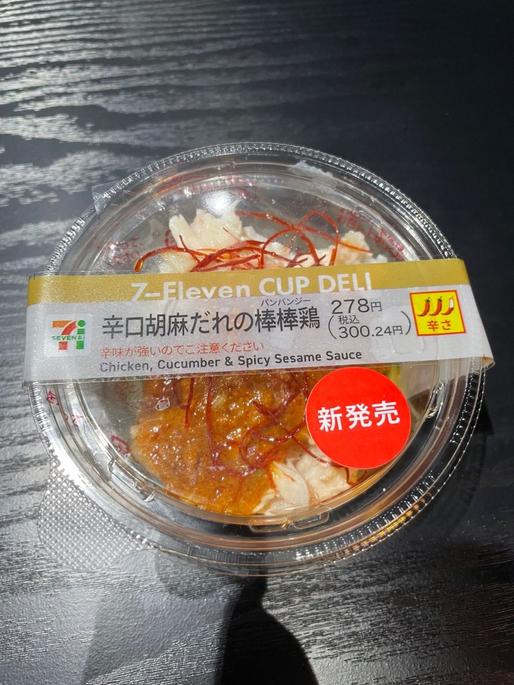 7-Eleven CUP DELI
7
SEVEN &i
バンバンジー
辛口胡麻だれの棒棒鶏
278円
(税込
300.24円)
辛さ
辛味が強いのでご注意ください
Chicken, Cucumber & Spicy Sesame Sauce
新発売